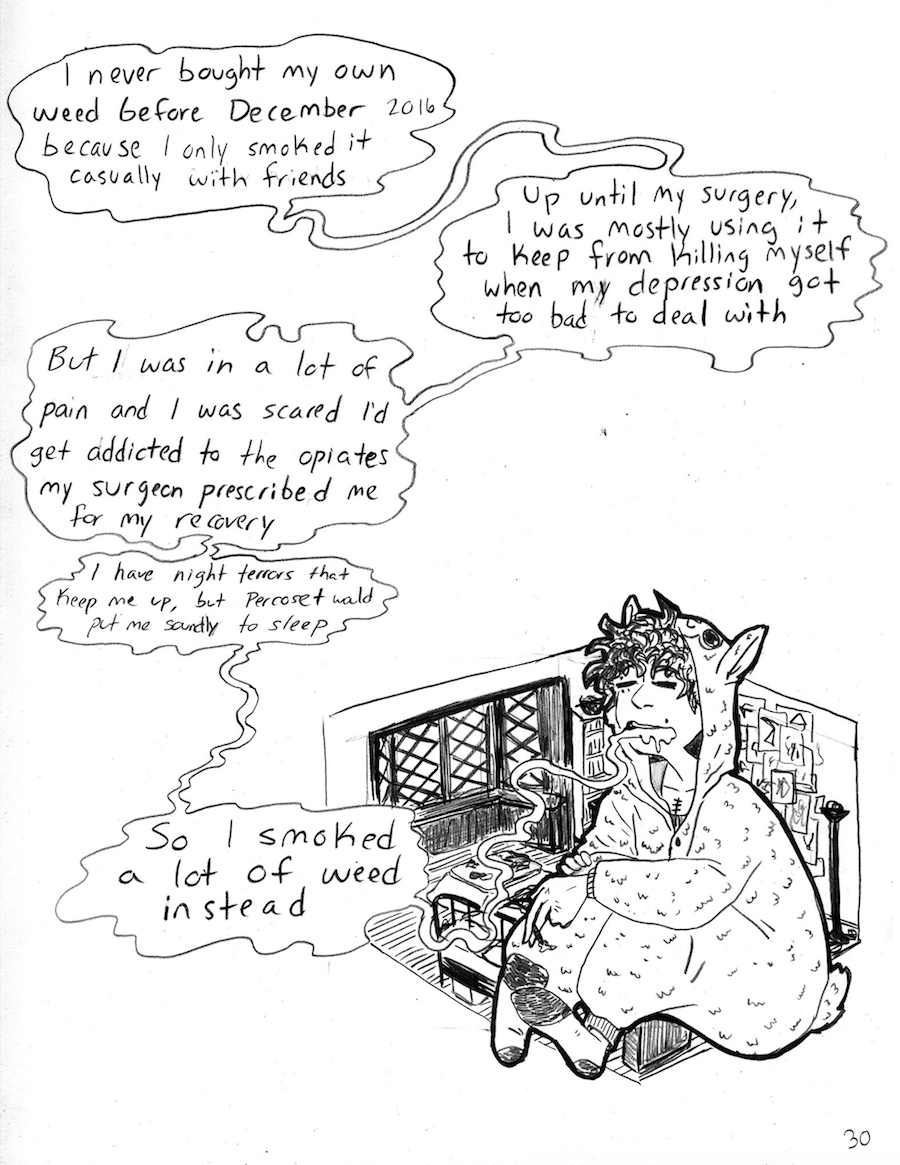 I never bought my own
weed before December 2016
because I only smoked it
casually with friends
Up until my surgery,
I was mostly using it
to keep from killing myself
when my depression got
too bad to deal with
But I was in a lot of
pain and I was scared I'd
get addicted to the opiates
my surgeon prescribed me
for my recovery
I have night terrors that
keep me up, but Percoset would
put me soundly to sleep
So I smoked
a lot of weed
instead
30